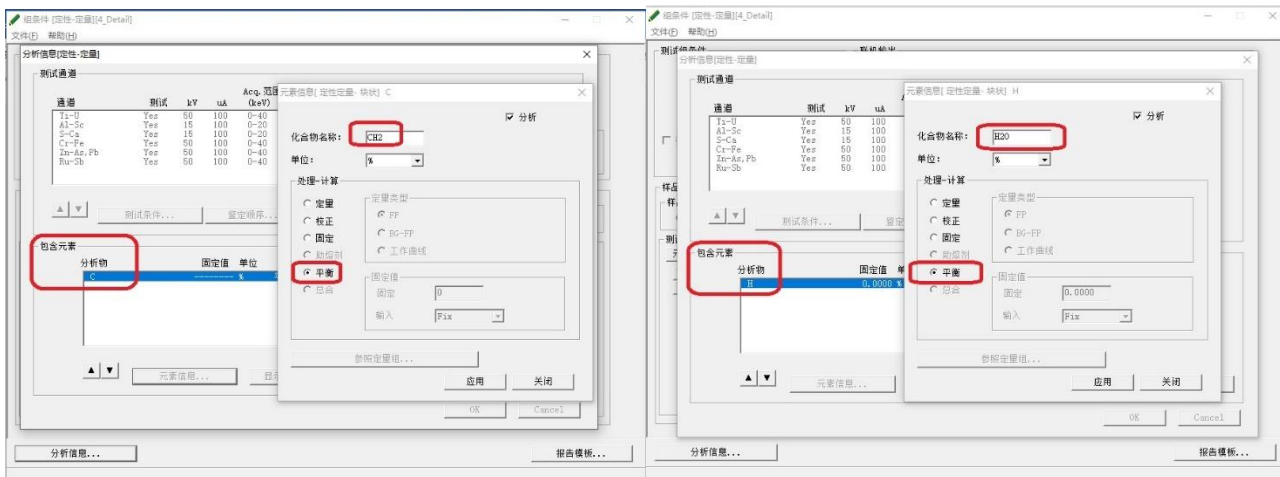 组条件 [定性-定量][4_Detail]
文件(F) 帮助(H)
分析信息[定性-定量]
测试通道
通道 测试 kV uA Acq. 范围 (keV)
Ti-U Yes 50 100 0-40
Al-Sc Yes 15 100 0-20
S-Ca Yes 15 100 0-20
Cr-Fe Yes 50 100 0-40
Zn-As,Pb Yes 50 100 0-40
Ru-Sb Yes 50 100 0-40
▲ ▼ 测试条件... 鉴定顺序...
包含元素
分析物 固定值 单位
C -------- %
▲ ▼ 元素信息... 显示
OK Cancel
分析信息... 报告模板...
元素信息[ 定性定量- 块状] C
分析
化合物名称: CH2
单位: %
处理-计算
定量
校正
固定
助熔剂
平衡
总合
定量类型
FP
BG-FP
工作曲线
固定值
固定 0
输入 Fix
参照定量组...
应用 关闭
组条件 [定性-定量][4_Detail]
文件(F) 帮助(H)
测试组条件
分析信息[定性-定量]
测试通道
通道 测试 kV uA
Ti-U Yes 50 100
Al-Sc Yes 15 100
S-Ca Yes 15 100
Cr-Fe Yes 50 100
Zn-As,Pb Yes 50 100
Ru-Sb Yes 50 100
▲ ▼ 测试条件...
包含元素
分析物 固定值
H 0.0000 %
▲ ▼ 元素信息...
OK Cancel
分析信息... 报告模板...
元素信息[ 定性定量- 块状] H
分析
化合物名称: H2O
单位: %
处理-计算
定量
校正
固定
助熔剂
平衡
总合
定量类型
FP
BG-FP
工作曲线
固定值
固定 0.0000
输入 Fix
参照定量组...
应用 关闭